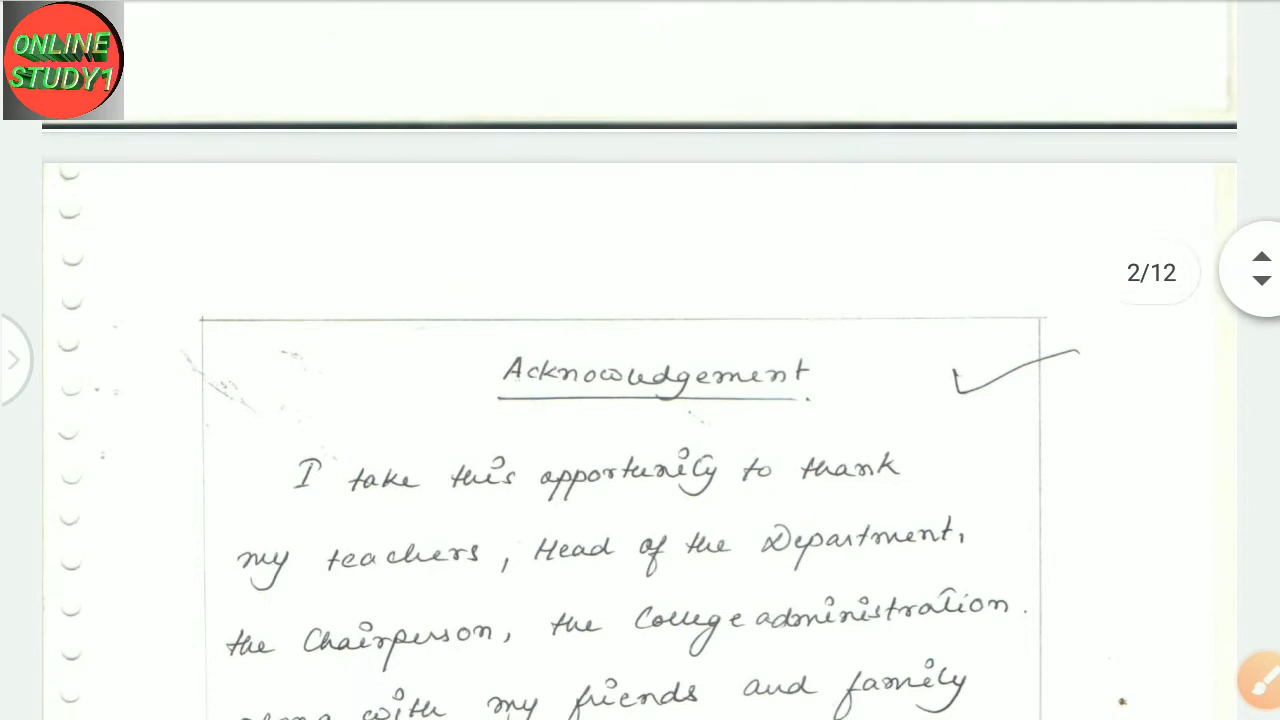 ONLINE
STUDY1
2/12
Acknowledgement
I take this opportunity to thank
my teachers, Head of the Department,
the Chairperson, the College administration.
along with my friends and family